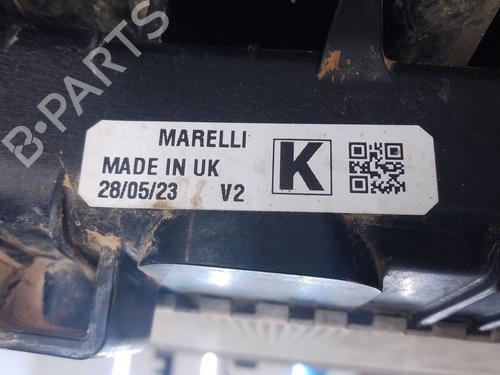 B-PARTS
MARELLI
MADE IN UK
28/05/23 V2
K